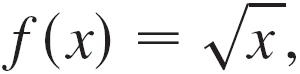 f(x) = √x,